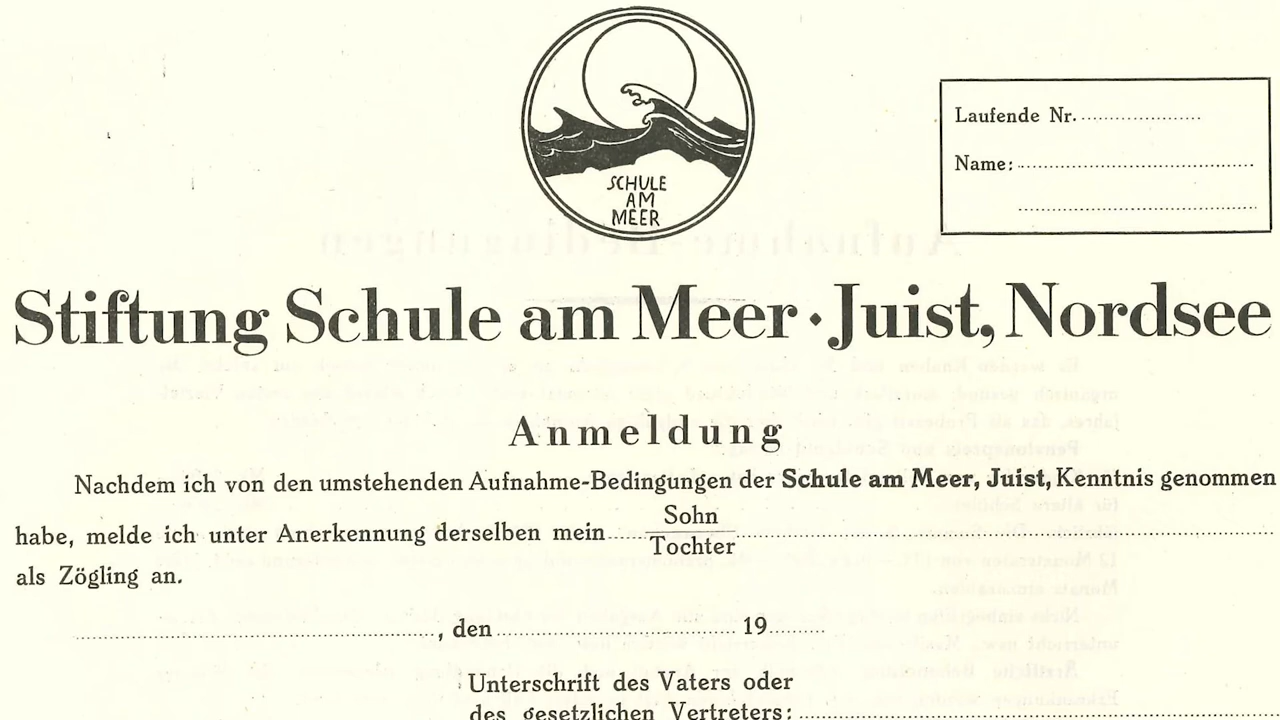 SCHULE
AM
MEER
Laufende Nr.
Name:
Stiftung Schule am Meer · Juist, Nordsee
Anmeldung
Nachdem ich von den umstehenden Aufnahme-Bedingungen der Schule am Meer, Juist, Kenntnis genommen
habe, melde ich unter Anerkennung derselben mein Sohn
Tochter
als Zögling an.
, den 19
Unterschrift des Vaters oder
des gesetzlichen Vertreters: